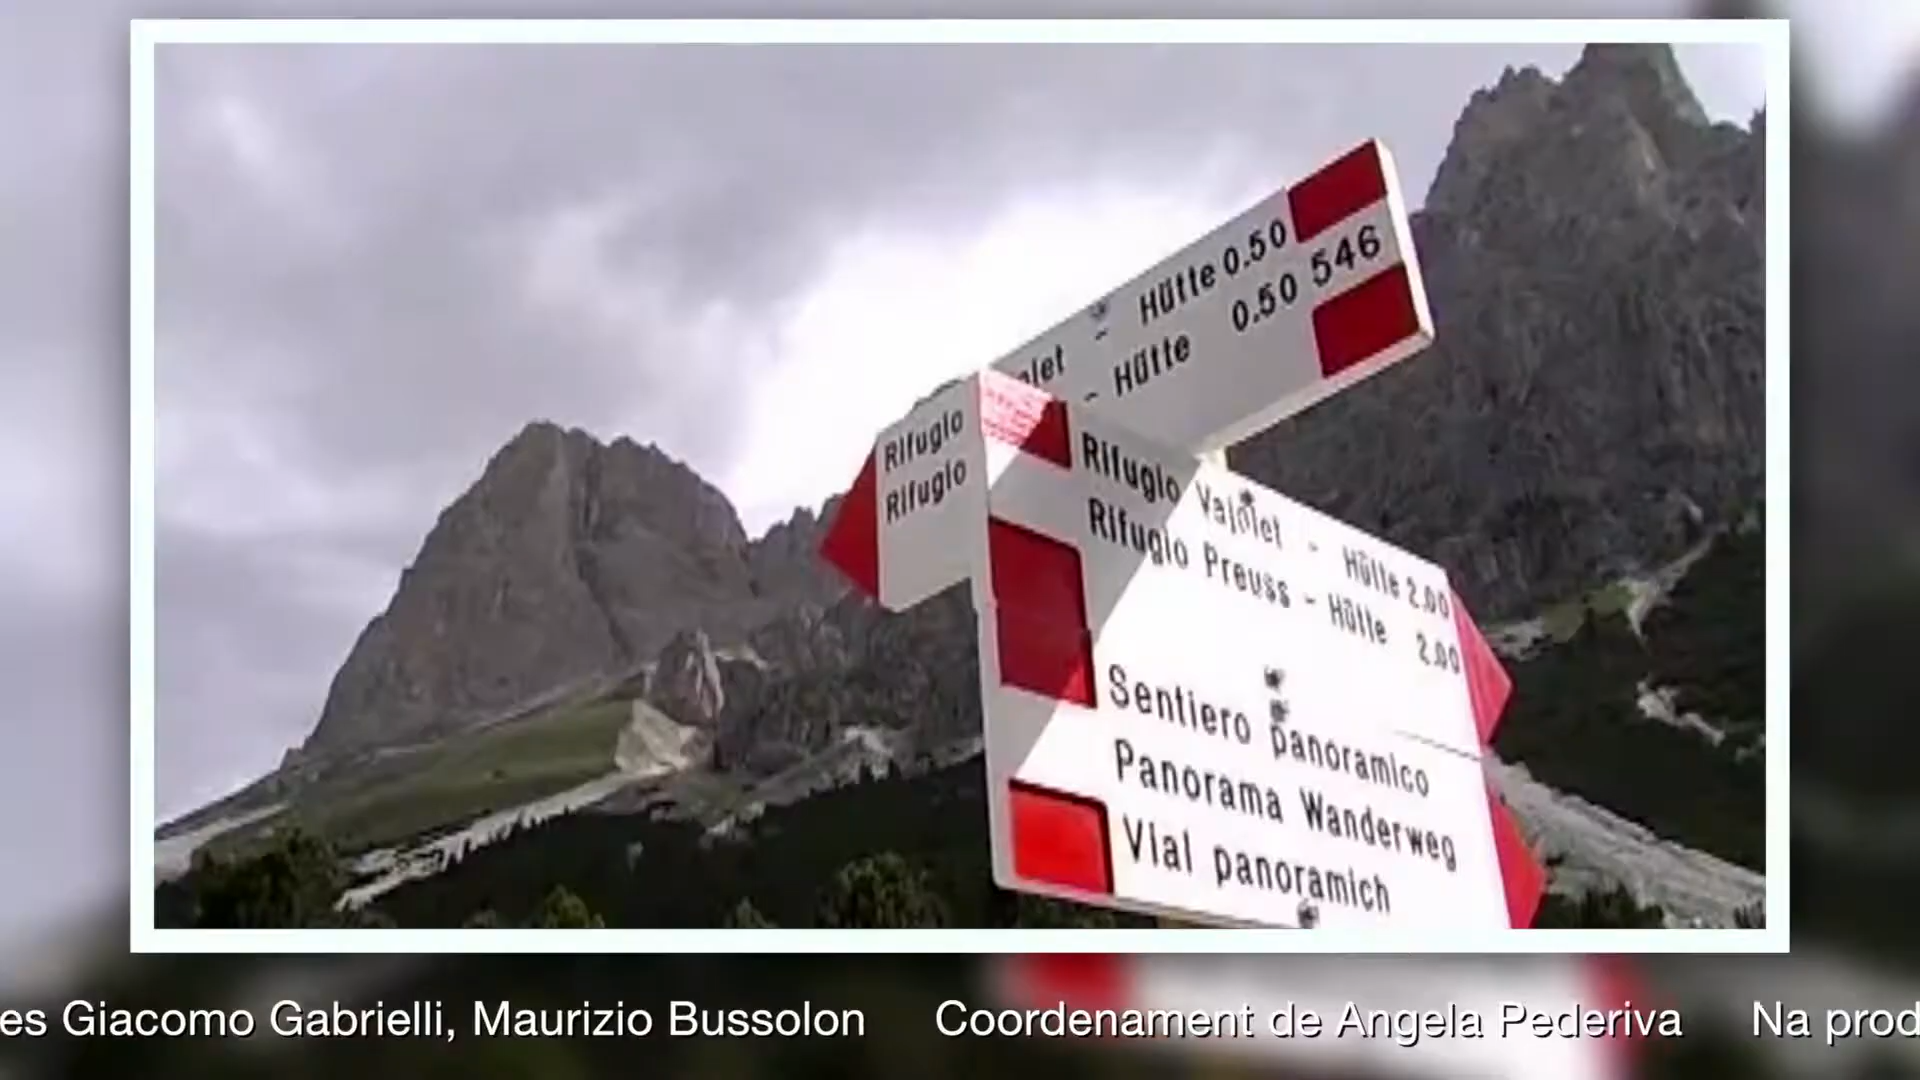 Hütte 0.50
- Hütte 0.50 546
Rifugio
Rifugio
Rifugio Vajolet - Hütte 2.00
Rifugio Preuss - Hütte 2.00
Sentiero panoramico
Panorama Wanderweg
Vial panoramich
es Giacomo Gabrielli, Maurizio Bussolon Coordenament de Angela Pederiva Na prod